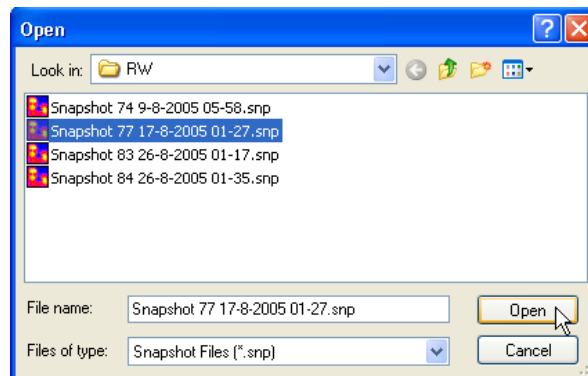 Open
Look in: RW
Snapshot 74 9-8-2005 05-58.snp
Snapshot 77 17-8-2005 01-27.snp
Snapshot 83 26-8-2005 01-17.snp
Snapshot 84 26-8-2005 01-35.snp
File name: Snapshot 77 17-8-2005 01-27.snp Open
Files of type: Snapshot Files (*.snp) Cancel